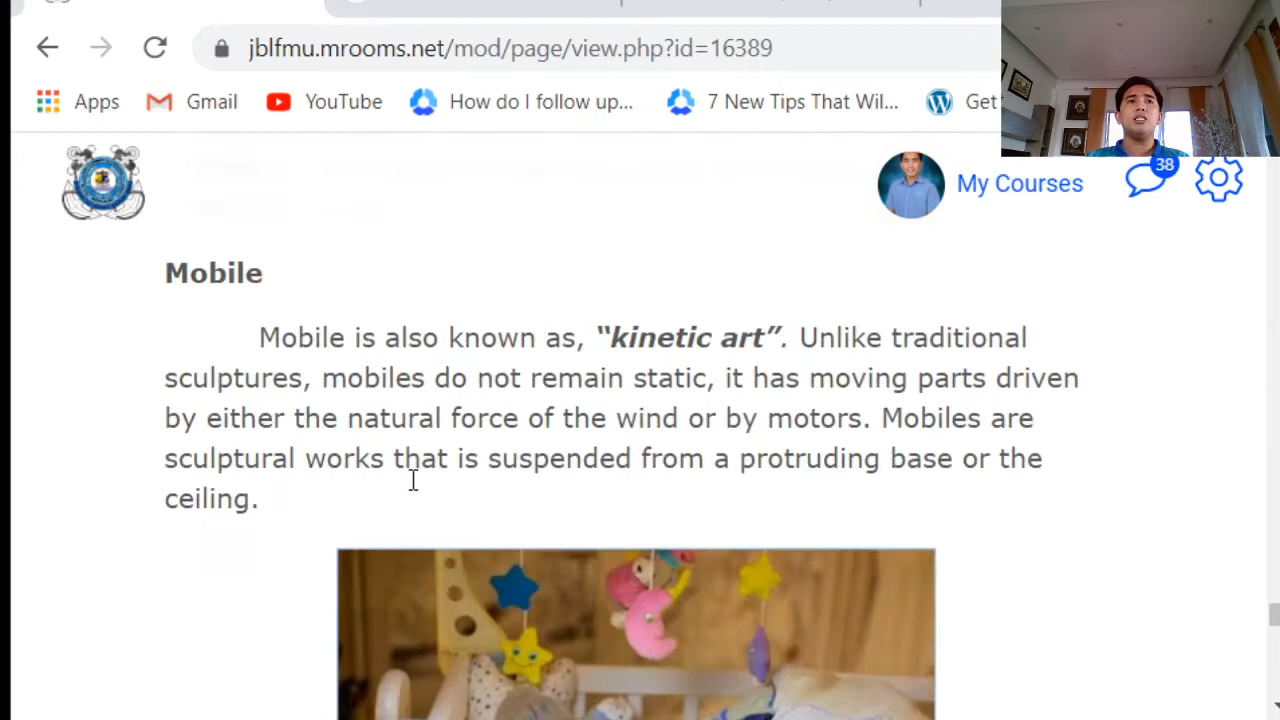 jblfmu.mrooms.net/mod/page/view.php?id=16389
Apps Gmail YouTube How do I follow up... 7 New Tips That Wil... Get
My Courses 38
Mobile
Mobile is also known as, “kinetic art”. Unlike traditional
sculptures, mobiles do not remain static, it has moving parts driven
by either the natural force of the wind or by motors. Mobiles are
sculptural works that is suspended from a protruding base or the
ceiling.